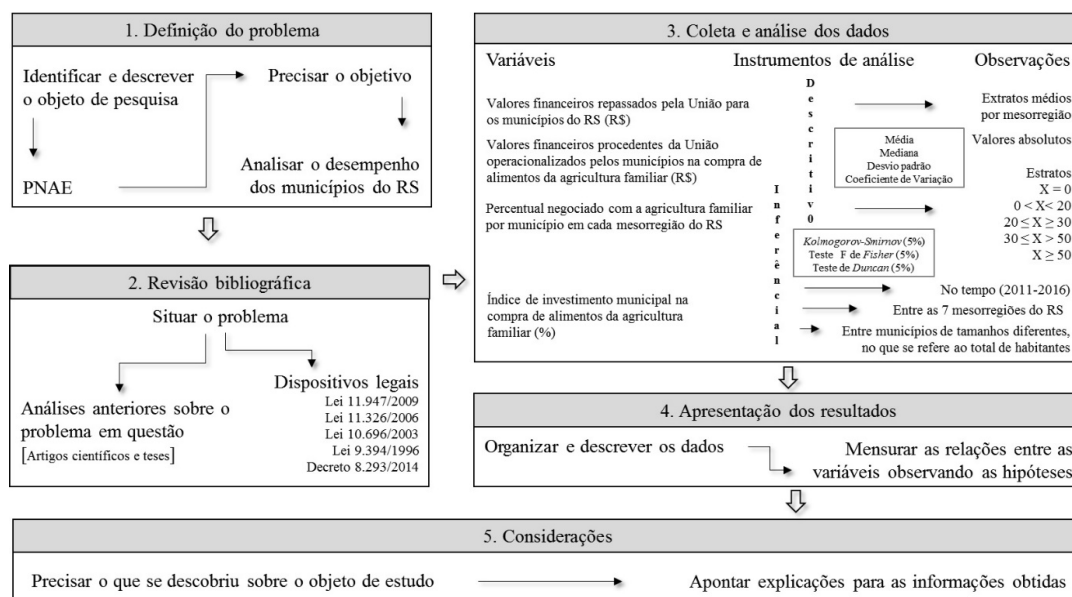 1. Definição do problema
Identificar e descrever
o objeto de pesquisa
PNAE
Precisar o objetivo
Analisar o desempenho
dos municípios do RS
2. Revisão bibliográfica
Situar o problema
Análises anteriores sobre o
problema em questão
[Artigos científicos e teses]
Dispositivos legais
Lei 11.947/2009
Lei 11.326/2006
Lei 10.696/2003
Lei 9.394/1996
Decreto 8.293/2014
3. Coleta e análise dos dados
Variáveis
Valores financeiros repassados pela União para
os municípios do RS (R$)
Valores financeiros procedentes da União
operacionalizados pelos municípios na compra de
alimentos da agricultura familiar (R$)
Percentual negociado com a agricultura familiar
por município em cada mesorregião do RS
Índice de investimento municipal na
compra de alimentos da agricultura
familiar (%)
Instrumentos de análise
Descritiv0
Média
Mediana
Desvio padrão
Coeficiente de Variação
Inferêncial
Kolmogorov-Smirnov (5%)
Teste F de Fisher (5%)
Teste de Duncan (5%)
Observações
Extratos médios
por mesorregião
Valores absolutos
Estratos
X = 0
0 < X< 20
20 ≤ X ≥ 30
30 ≤ X > 50
X ≥ 50
No tempo (2011-2016)
Entre as 7 mesorregiões do RS
Entre municípios de tamanhos diferentes,
no que se refere ao total de habitantes
4. Apresentação dos resultados
Organizar e descrever os dados
Mensurar as relações entre as
variáveis observando as hipóteses
5. Considerações
Precisar o que se descobriu sobre o objeto de estudo
Apontar explicações para as informações obtidas